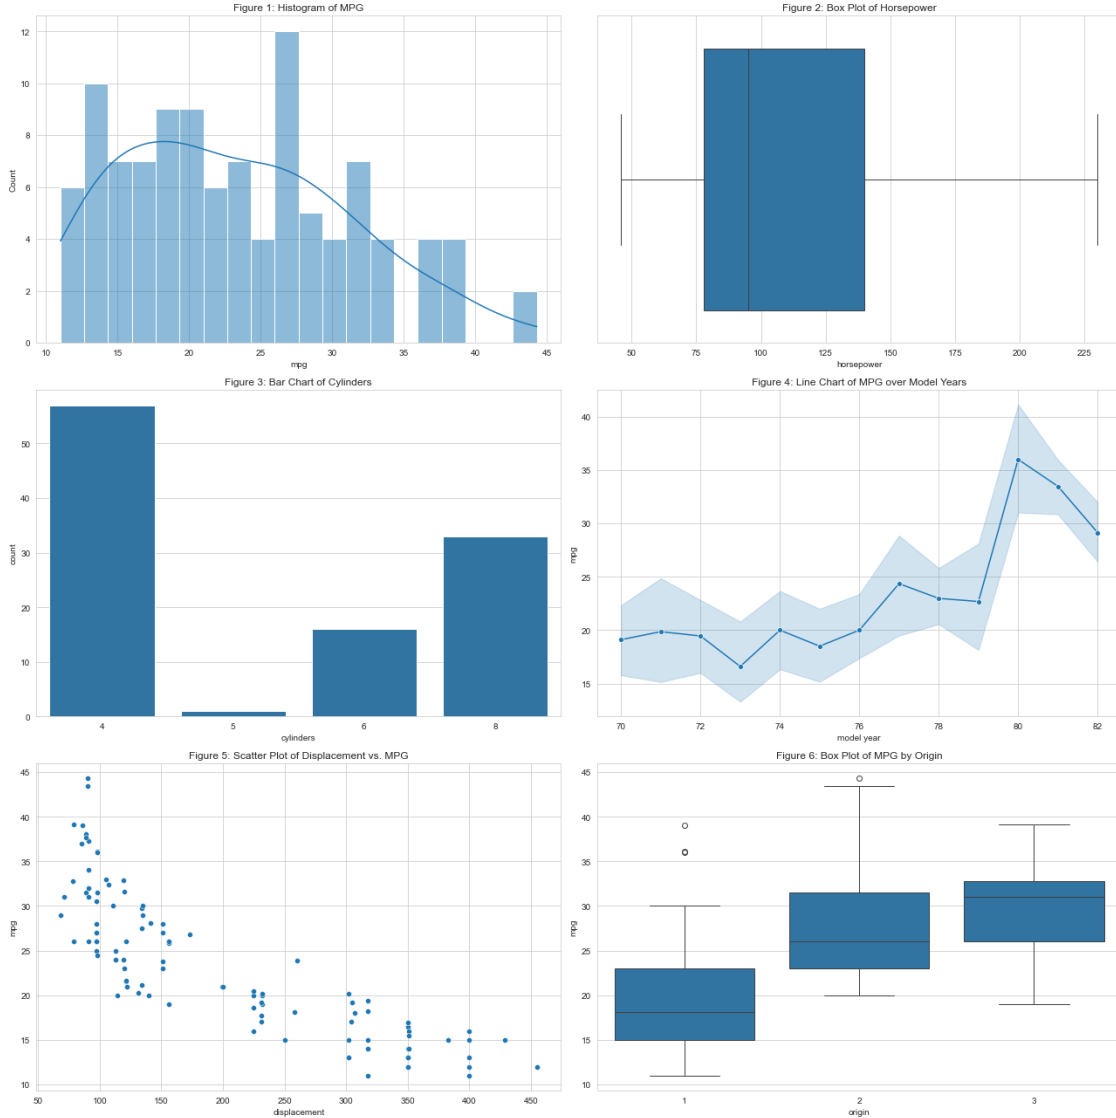 Figure 1: Histogram of MPG
12
10
8
6
4
2
0
Count
10 15 20 25 30 35 40 45
mpg
Figure 2: Box Plot of Horsepower
50 75 100 125 150 175 200 225
horsepower
Figure 3: Bar Chart of Cylinders
50
40
30
20
10
0
count
4 5 6 8
cylinders
Figure 4: Line Chart of MPG over Model Years
40
35
30
25
20
15
mpg
70 72 74 76 78 80 82
model year
Figure 5: Scatter Plot of Displacement vs. MPG
45
40
35
30
25
20
15
10
mpg
50 100 150 200 250 300 350 400 450
displacement
Figure 6: Box Plot of MPG by Origin
45
40
35
30
25
20
15
10
mpg
1 2 3
origin